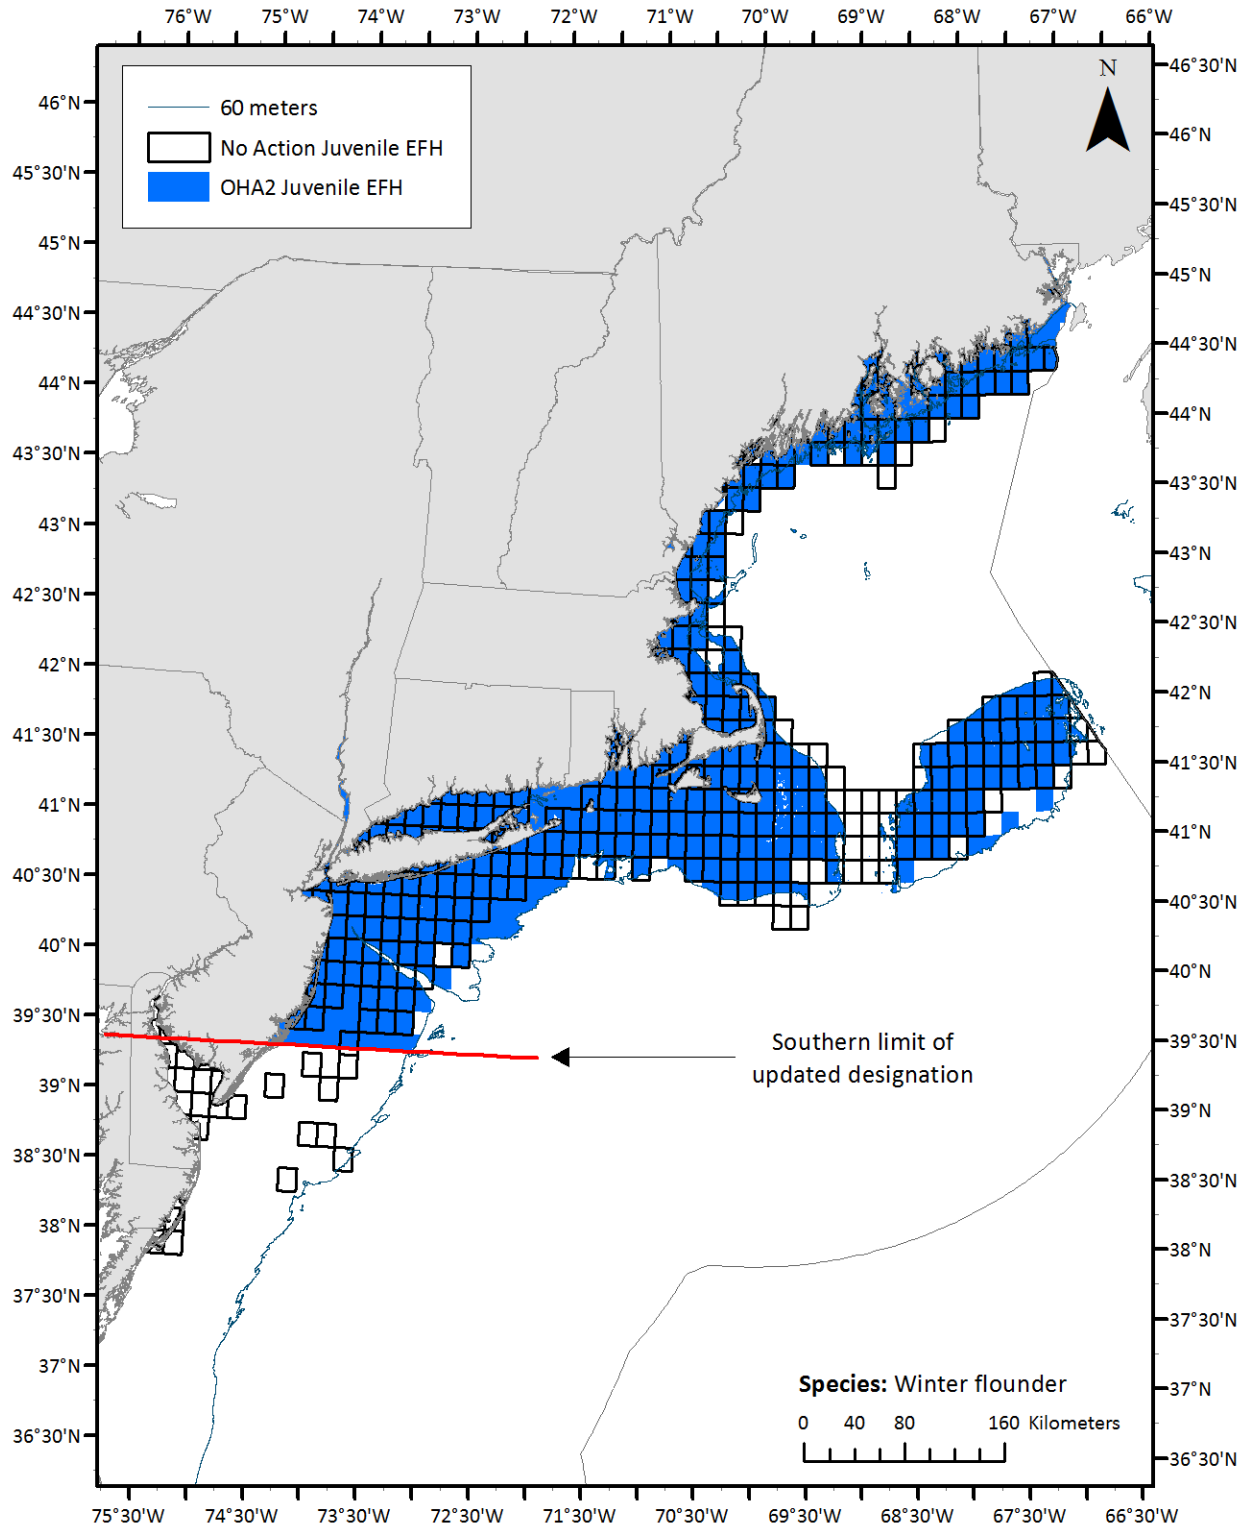 76°W 75°W 74°W 73°W 72°W 71°W 70°W 69°W 68°W 67°W 66°W
60 meters
No Action Juvenile EFH
OHA2 Juvenile EFH
N
46°N
45°30'N
45°N
44°30'N
44°N
43°30'N
43°N
42°30'N
42°N
41°30'N
41°N
40°30'N
40°N
39°30'N
39°N
38°30'N
38°N
37°30'N
37°N
36°30'N
46°30'N
46°N
45°30'N
45°N
44°30'N
44°N
43°30'N
43°N
42°30'N
42°N
41°30'N
41°N
40°30'N
40°N
39°30'N
39°N
38°30'N
38°N
37°30'N
37°N
36°30'N
Southern limit of
updated designation
Species: Winter flounder
0 40 80 160 Kilometers
75°30'W 74°30'W 73°30'W 72°30'W 71°30'W 70°30'W 69°30'W 68°30'W 67°30'W 66°30'W